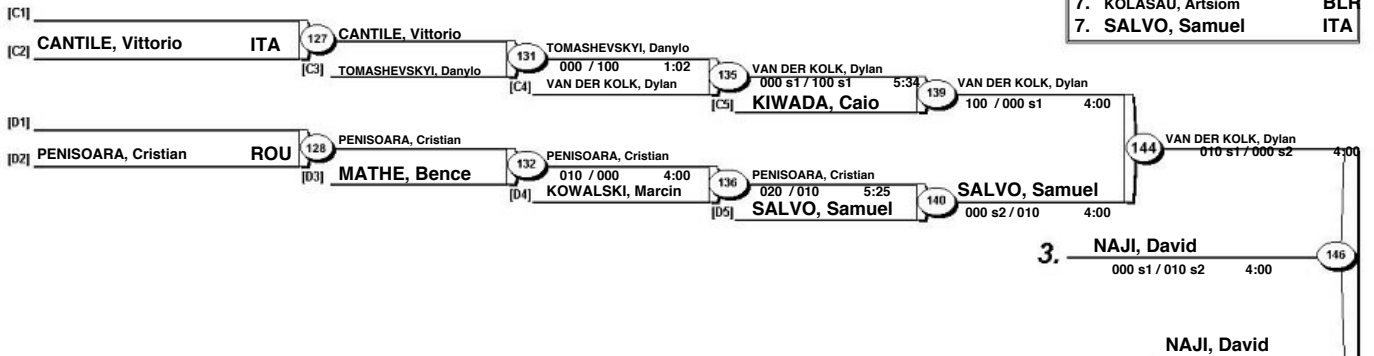 7. KOLASAU, Artsiom BLR
7. SALVO, Samuel ITA
[C1]
[C2] CANTILE, Vittorio ITA
127
CANTILE, Vittorio
[C3] TOMASHEVSKYI, Danylo
131
TOMASHEVSKYI, Danylo
000 / 100 1:02
[C4] VAN DER KOLK, Dylan
135
VAN DER KOLK, Dylan
000 s1 / 100 s1 5:34
[C5] KIWADA, Caio
139
VAN DER KOLK, Dylan
100 / 000 s1 4:00
[D1]
[D2] PENISOARA, Cristian ROU
128
PENISOARA, Cristian
[D3] MATHE, Bence
132
PENISOARA, Cristian
010 / 000 4:00
[D4] KOWALSKI, Marcin
136
PENISOARA, Cristian
020 / 010 5:25
[D5] SALVO, Samuel
140
SALVO, Samuel
000 s2 / 010 4:00
144
VAN DER KOLK, Dylan
010 s1 / 000 s2 4:00
3. NAJI, David
000 s1 / 010 s2 4:00
146
NAJI, David